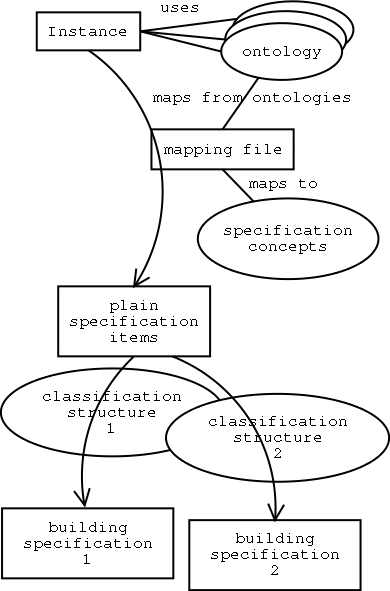 uses
Instance
ontology
maps from ontologies
mapping file
maps to
specification
concepts
plain
specification
items
classification
structure
1
classification
structure
2
building
specification
1
building
specification
2